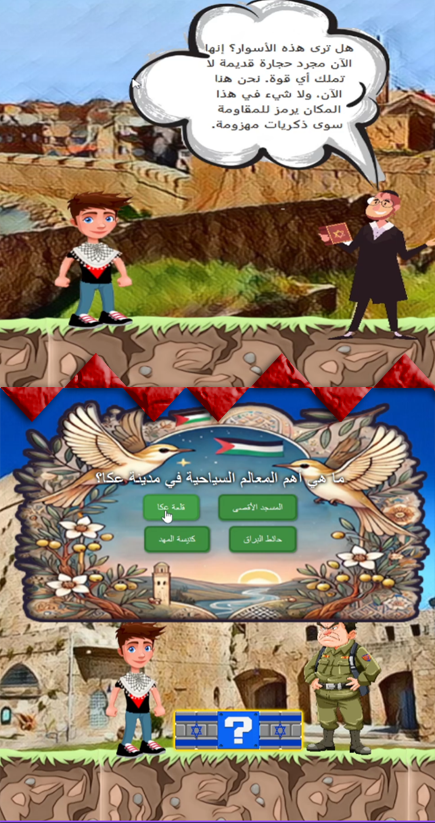 هل ترى هذه الأسوار؟ إنها
الآن مجرد حجارة قديمة لا
تملك أي قوة. نحن هنا
الآن، ولا شيء في هذا
المكان يرمز للمقاومة
سوى ذكريات مهزومة.
ما هي أهم المعالم السياحية في مدينة عكا؟
المسجد الأقصى
قلعة عكا
حائط البراق
كنيسة المهد
?